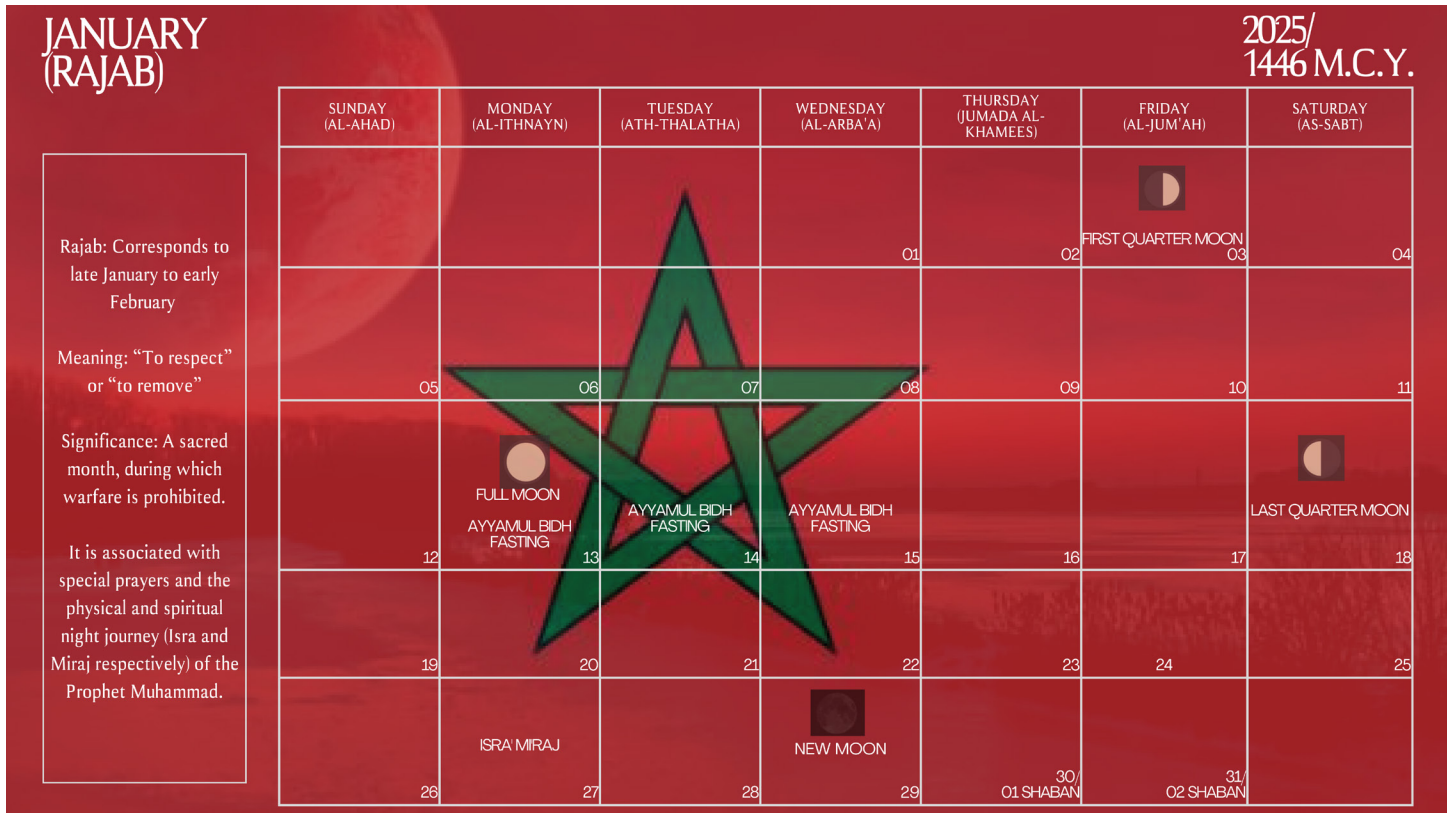 JANUARY
(RAJAB)
2025/
1446 M.C.Y.
Rajab: Corresponds to
late January to early
February
Meaning: “To respect”
or “to remove”
Significance: A sacred
month, during which
warfare is prohibited.
It is associated with
special prayers and the
physical and spiritual
night journey (Isra and
Miraj respectively) of the
Prophet Muhammad.
SUNDAY
(AL-AHAD)
MONDAY
(AL-ITHNAYN)
TUESDAY
(ATH-THALATHA)
WEDNESDAY
(AL-ARBA'A)
THURSDAY
(JUMADA AL-
KHAMEES)
FRIDAY
(AL-JUM'AH)
SATURDAY
(AS-SABT)
01
02
FIRST QUARTER MOON
03
04
05
06
07
08
09
10
11
12
FULL MOON
AYYAMUL BIDH
FASTING
13
AYYAMUL BIDH
FASTING
14
AYYAMUL BIDH
FASTING
15
16
17
LAST QUARTER MOON
18
19
20
21
22
23
24
25
26
ISRA' MIRAJ
27
28
NEW MOON
29
30/
01 SHABAN
31/
02 SHABAN